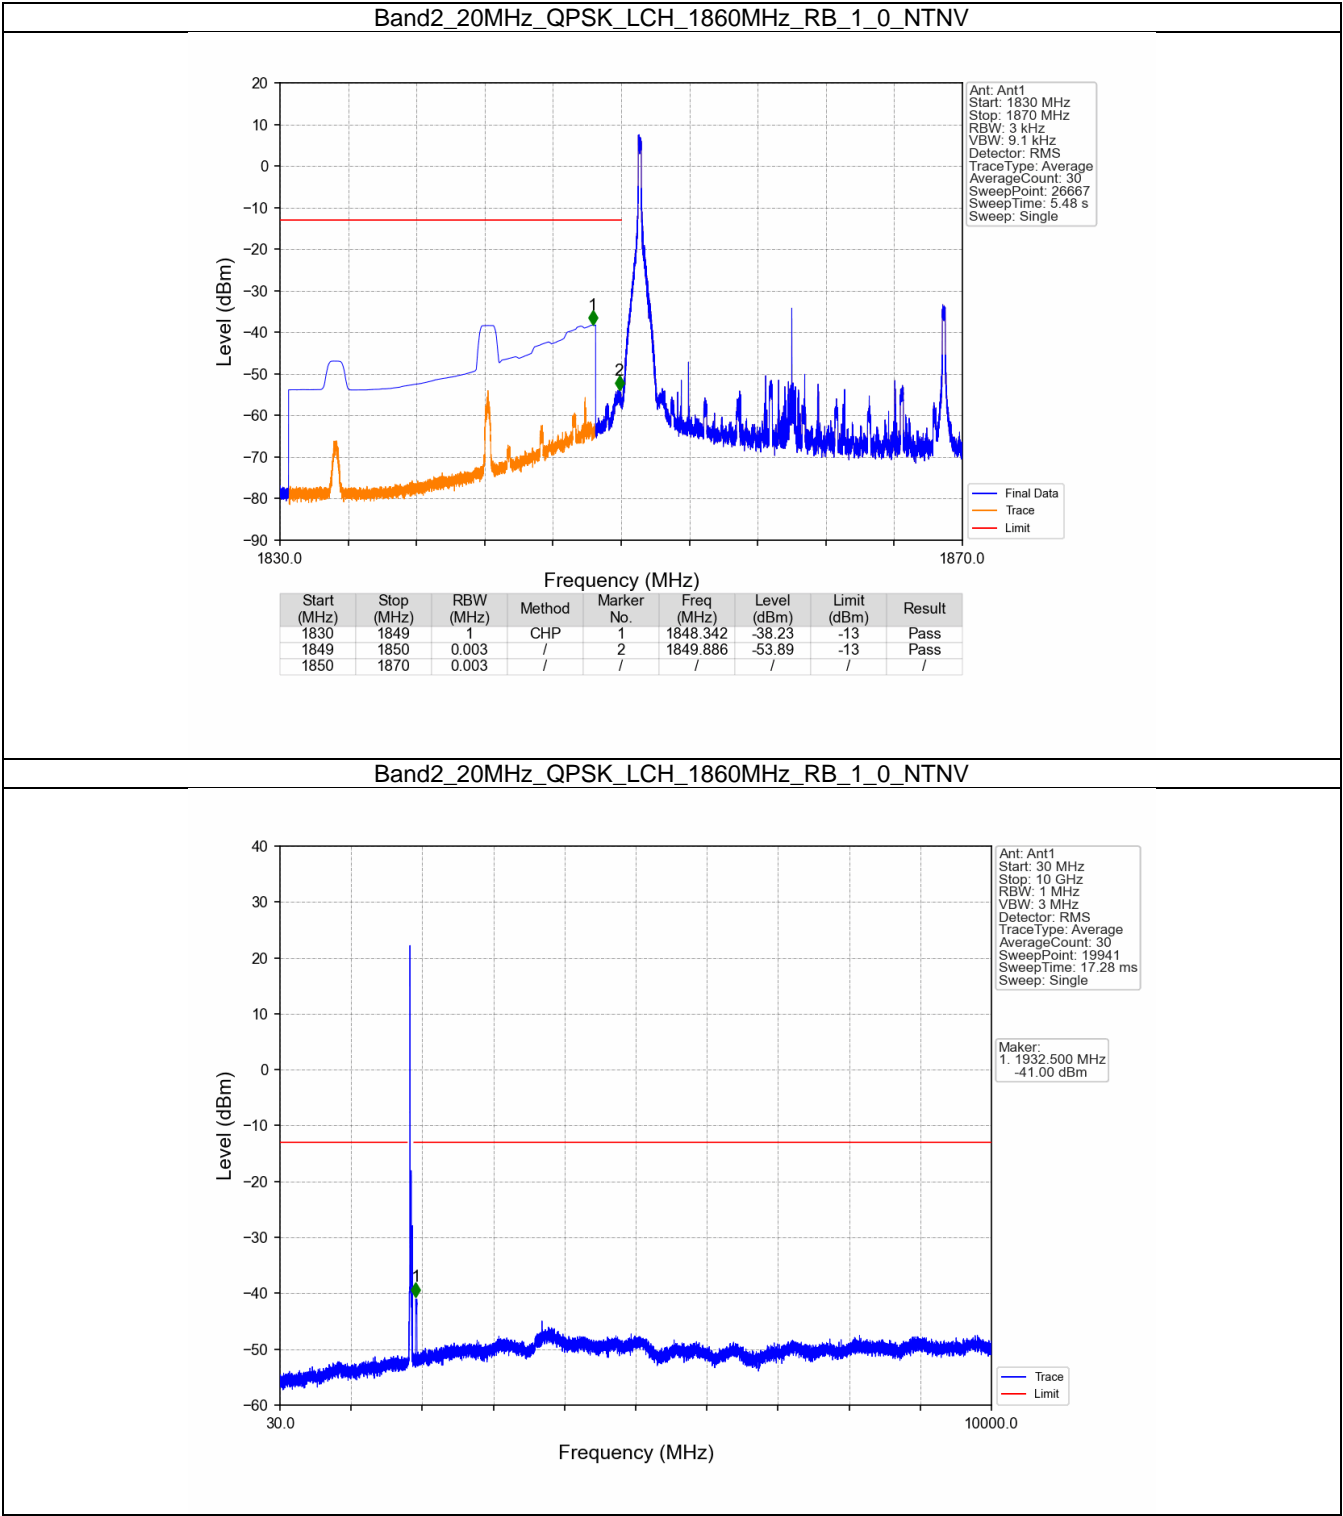 Band2_20MHz_QPSK_LCH_1860MHz_RB_1_0_NTNV
20
10
0
−10
−20
−30
−40
−50
−60
−70
−80
−90
Level (dBm)
1
2
1830.0
1870.0
Frequency (MHz)
Ant: Ant1
Start: 1830 MHz
Stop: 1870 MHz
RBW: 3 kHz
VBW: 9.1 kHz
Detector: RMS
TraceType: Average
AverageCount: 30
SweepPoint: 26667
SweepTime: 5.48 s
Sweep: Single
Final Data
Trace
Limit
Start (MHz) Stop (MHz) RBW (MHz) Method Marker No. Freq (MHz) Level (dBm) Limit (dBm) Result
1830 1849 1 CHP 1 1848.342 -38.23 -13 Pass
1849 1850 0.003 / 2 1849.886 -53.89 -13 Pass
1850 1870 0.003 / / / / / /
Band2_20MHz_QPSK_LCH_1860MHz_RB_1_0_NTNV
40
30
20
10
0
−10
−20
−30
−40
−50
−60
Level (dBm)
1
30.0
10000.0
Frequency (MHz)
Ant: Ant1
Start: 30 MHz
Stop: 10 GHz
RBW: 1 MHz
VBW: 3 MHz
Detector: RMS
TraceType: Average
AverageCount: 30
SweepPoint: 19941
SweepTime: 17.28 ms
Sweep: Single
Maker:
1. 1932.500 MHz
-41.00 dBm
Trace
Limit